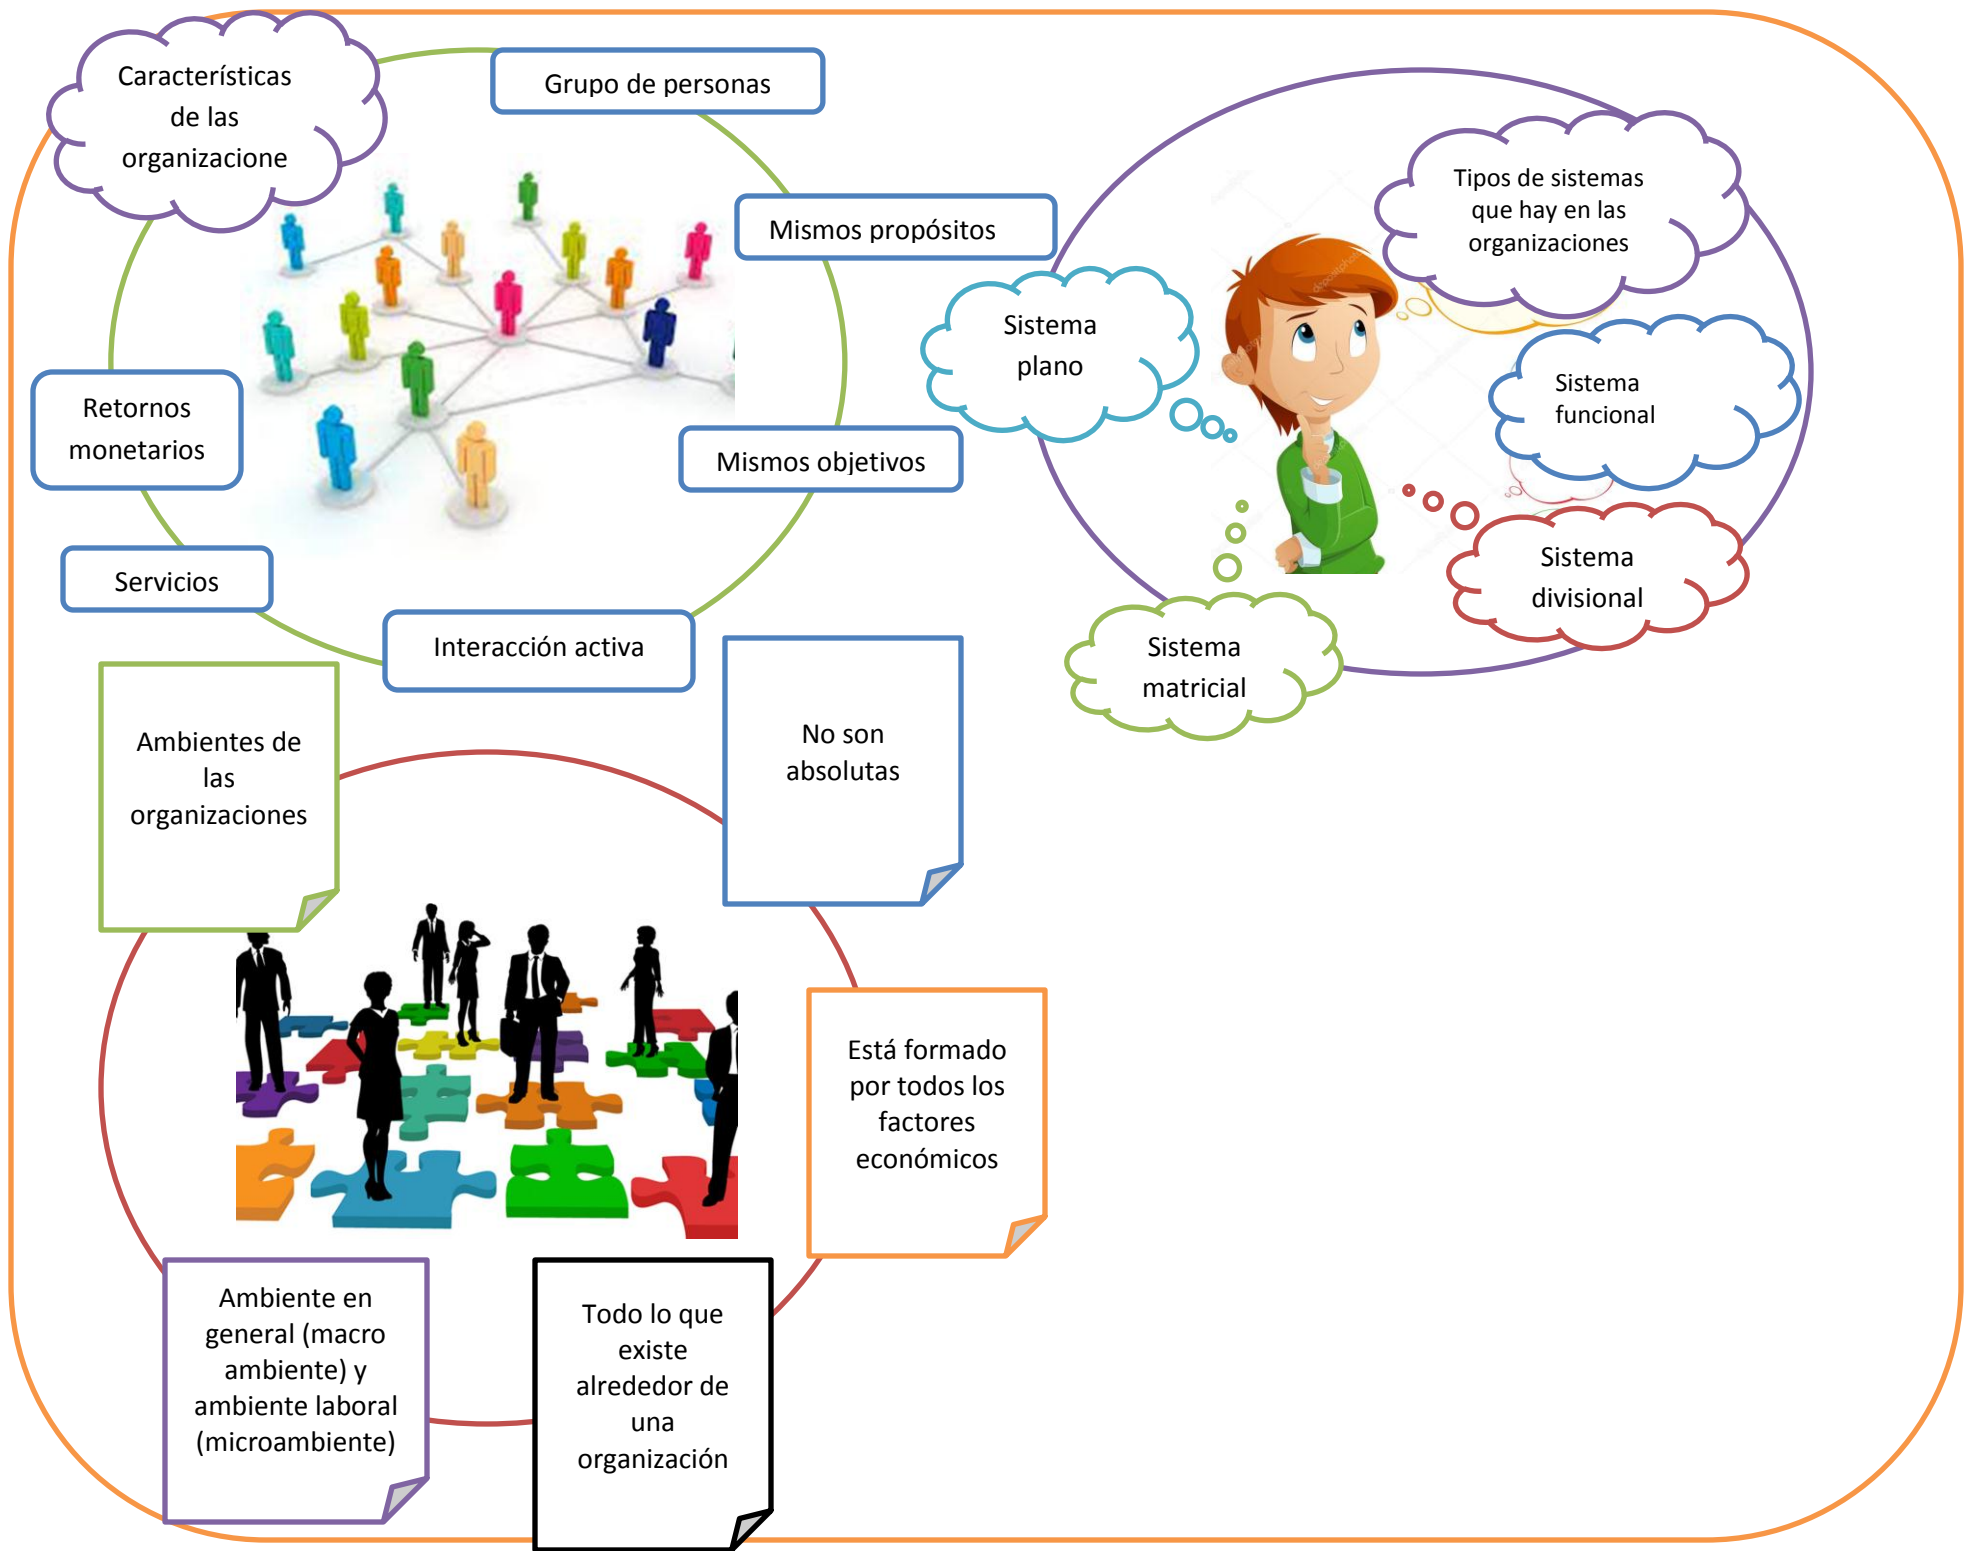 Características
de las
organizacione
Grupo de personas
Mismos propósitos
Mismos objetivos
Interacción activa
Servicios
Retornos
monetarios
Tipos de sistemas
que hay en las
organizaciones
Sistema
funcional
Sistema
divisional
Sistema
matricial
Sistema
plano
Ambientes de
las
organizaciones
No son
absolutas
Está formado
por todos los
factores
económicos
Todo lo que
existe
alrededor de
una
organización
Ambiente en
general (macro
ambiente) y
ambiente laboral
(microambiente)